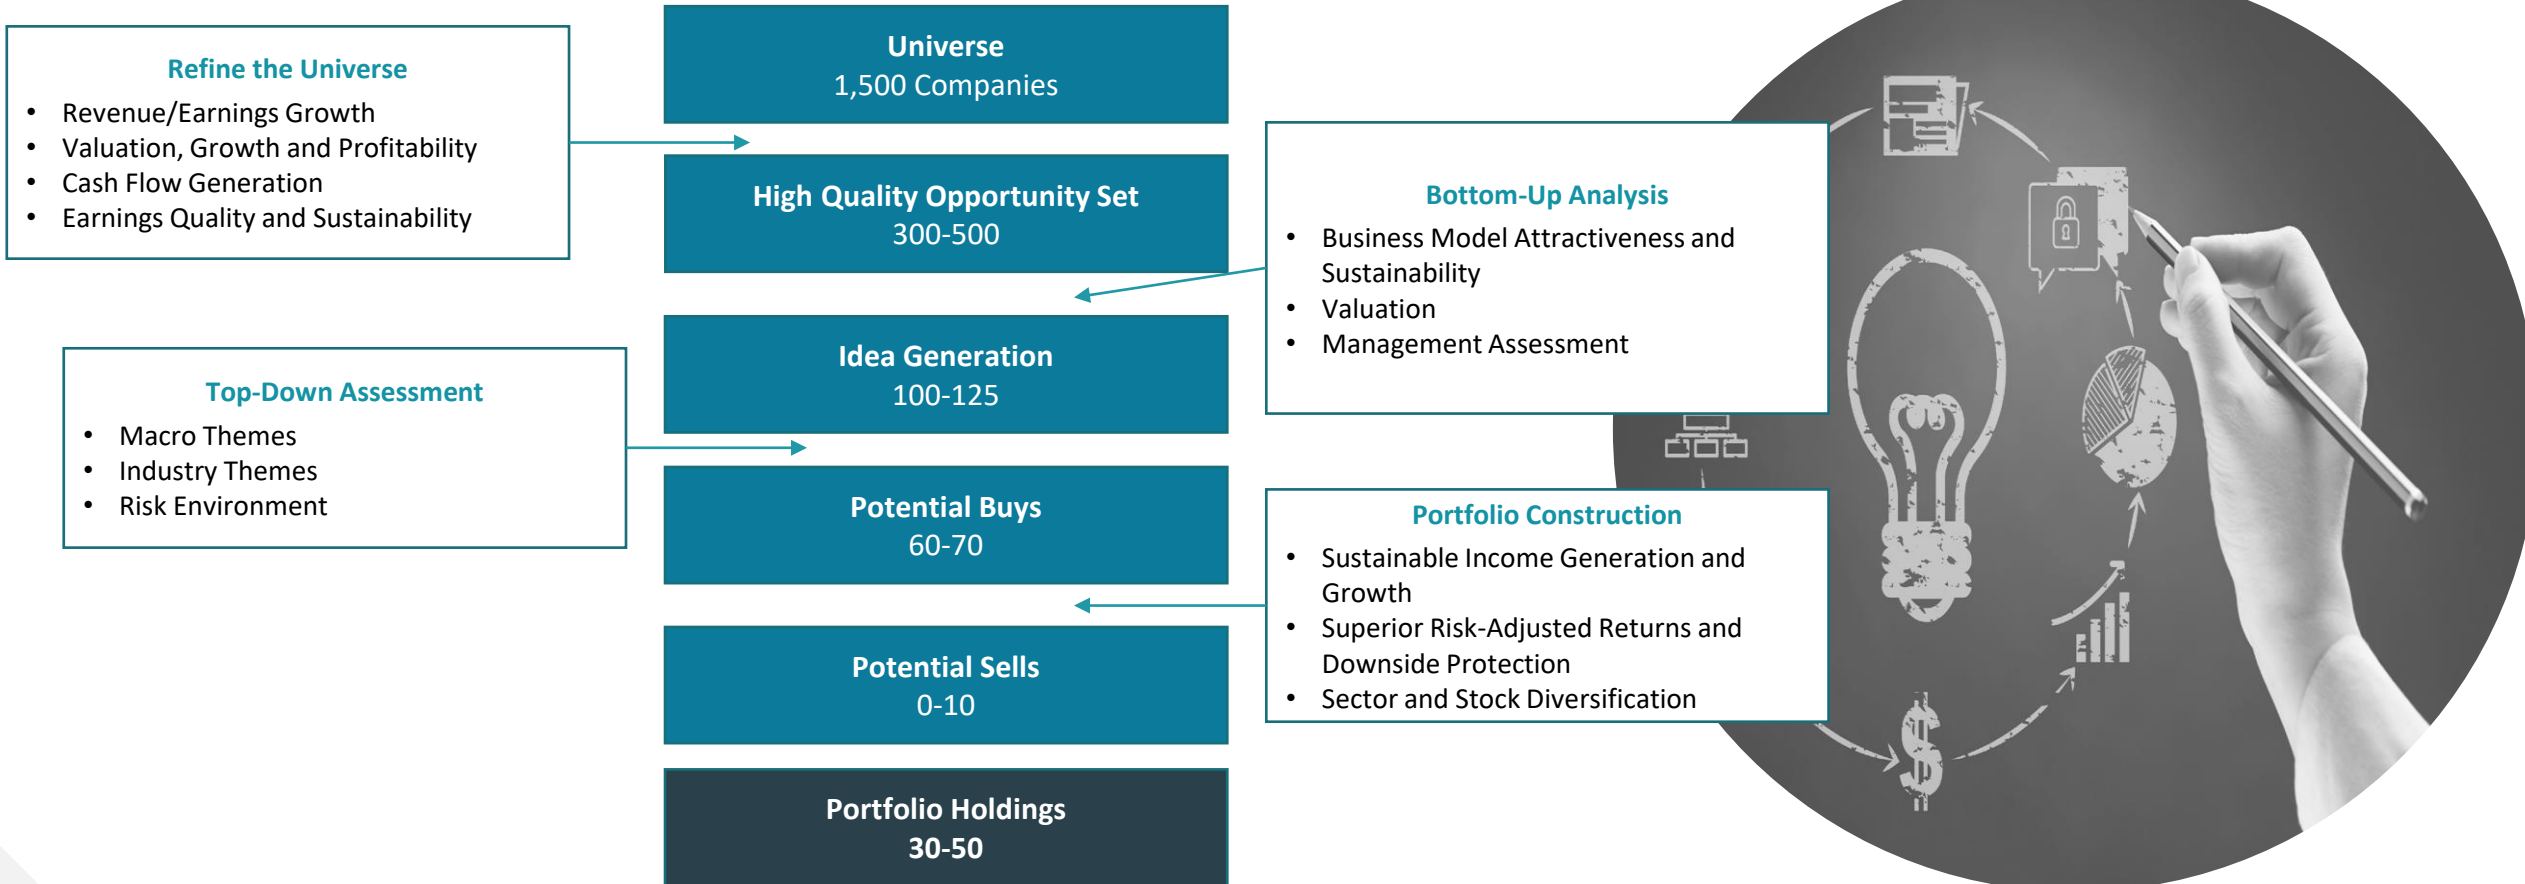 Universe
1,500 Companies
Refine the Universe
• Revenue/Earnings Growth
• Valuation, Growth and Profitability
• Cash Flow Generation
• Earnings Quality and Sustainability
High Quality Opportunity Set
300-500
Bottom-Up Analysis
• Business Model Attractiveness and
Sustainability
• Valuation
• Management Assessment
Idea Generation
100-125
Top-Down Assessment
• Macro Themes
• Industry Themes
• Risk Environment
Potential Buys
60-70
Portfolio Construction
• Sustainable Income Generation and
Growth
• Superior Risk-Adjusted Returns and
Downside Protection
• Sector and Stock Diversification
Potential Sells
0-10
$
Portfolio Holdings
30-50